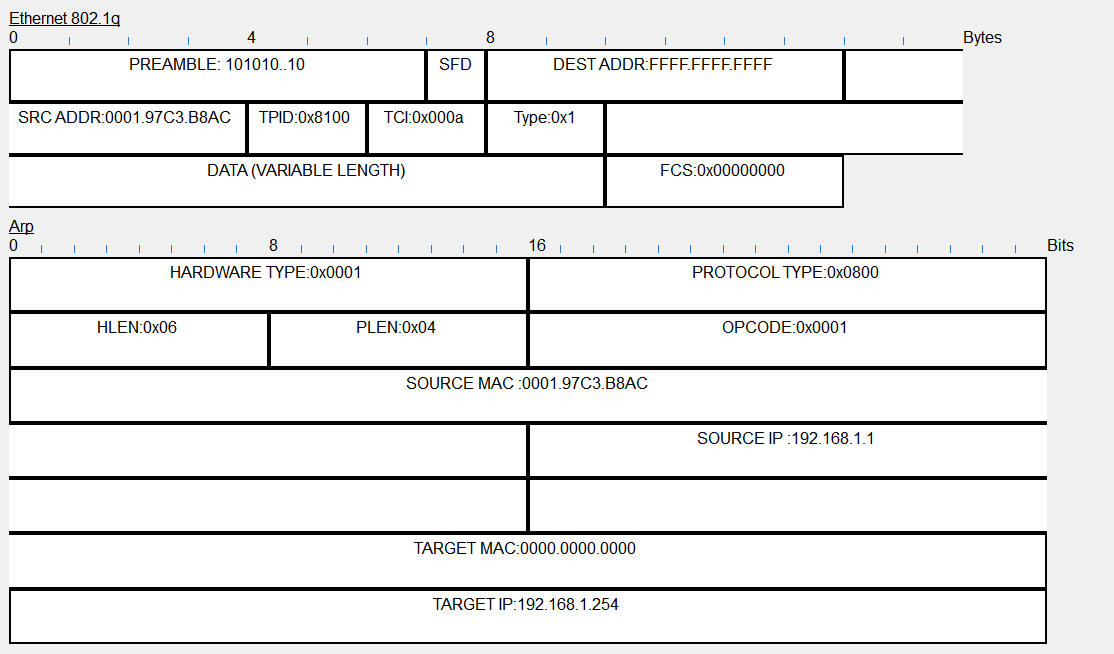 Ethernet 802.1q
0 4 8 Bytes
PREAMBLE: 101010..10 SFD DEST ADDR:FFFF.FFFF.FFFF
SRC ADDR:0001.97C3.B8AC TPID:0x8100 TCI:0x000a Type:0x1
DATA (VARIABLE LENGTH) FCS:0x00000000
Arp
0 8 16 Bits
HARDWARE TYPE:0x0001 PROTOCOL TYPE:0x0800
HLEN:0x06 PLEN:0x04 OPCODE:0x0001
SOURCE MAC :0001.97C3.B8AC
SOURCE IP :192.168.1.1
TARGET MAC:0000.0000.0000
TARGET IP:192.168.1.254